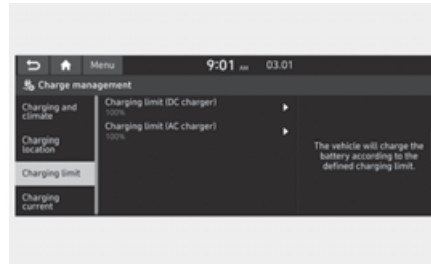 Menu
9:01 AM
03.01
Charge management
Charging and
climate
Charging
location
Charging limit
Charging
current
Charging limit (DC charger)
100%
Charging limit (AC charger)
100%
The vehicle will charge the
battery according to the
defined charging limit.